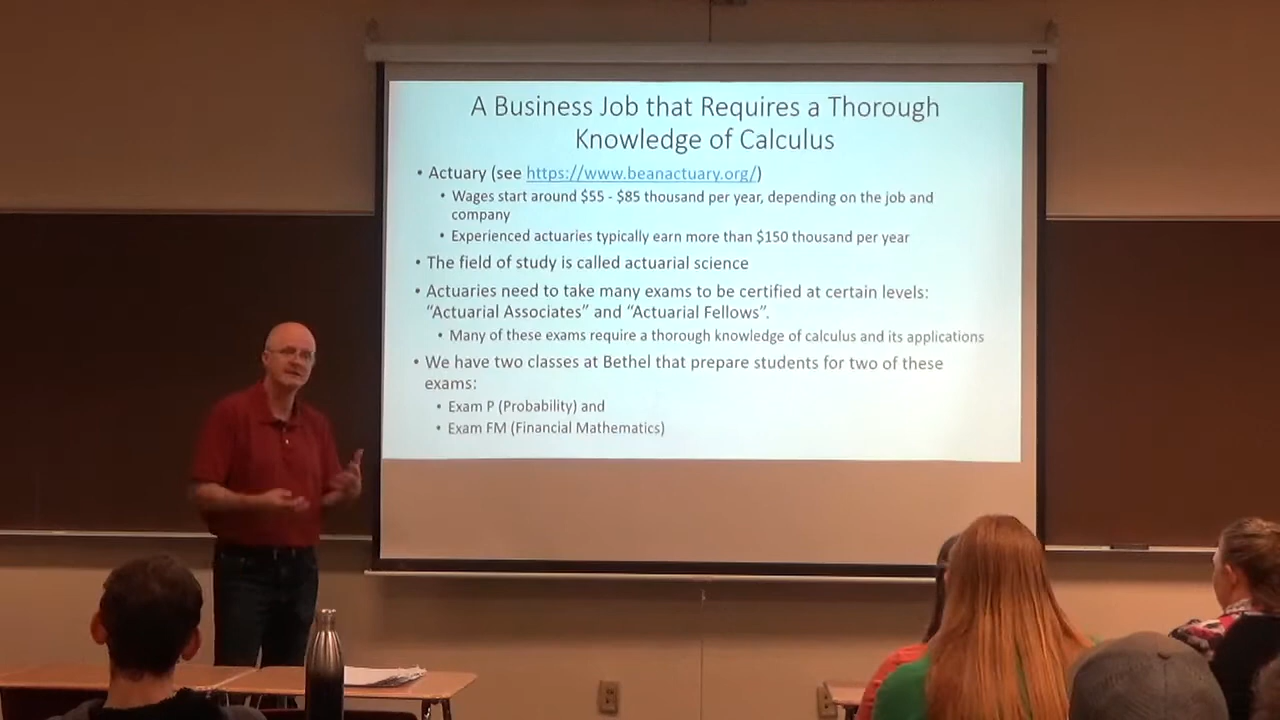 A Business Job that Requires a Thorough
Knowledge of Calculus
• Actuary (see https://www.beanactuary.org/)
• Wages start around $55 - $85 thousand per year, depending on the job and
company
• Experienced actuaries typically earn more than $150 thousand per year
• The field of study is called actuarial science
• Actuaries need to take many exams to be certified at certain levels:
“Actuarial Associates” and “Actuarial Fellows”.
• Many of these exams require a thorough knowledge of calculus and its applications
• We have two classes at Bethel that prepare students for two of these
exams:
• Exam P (Probability) and
• Exam FM (Financial Mathematics)